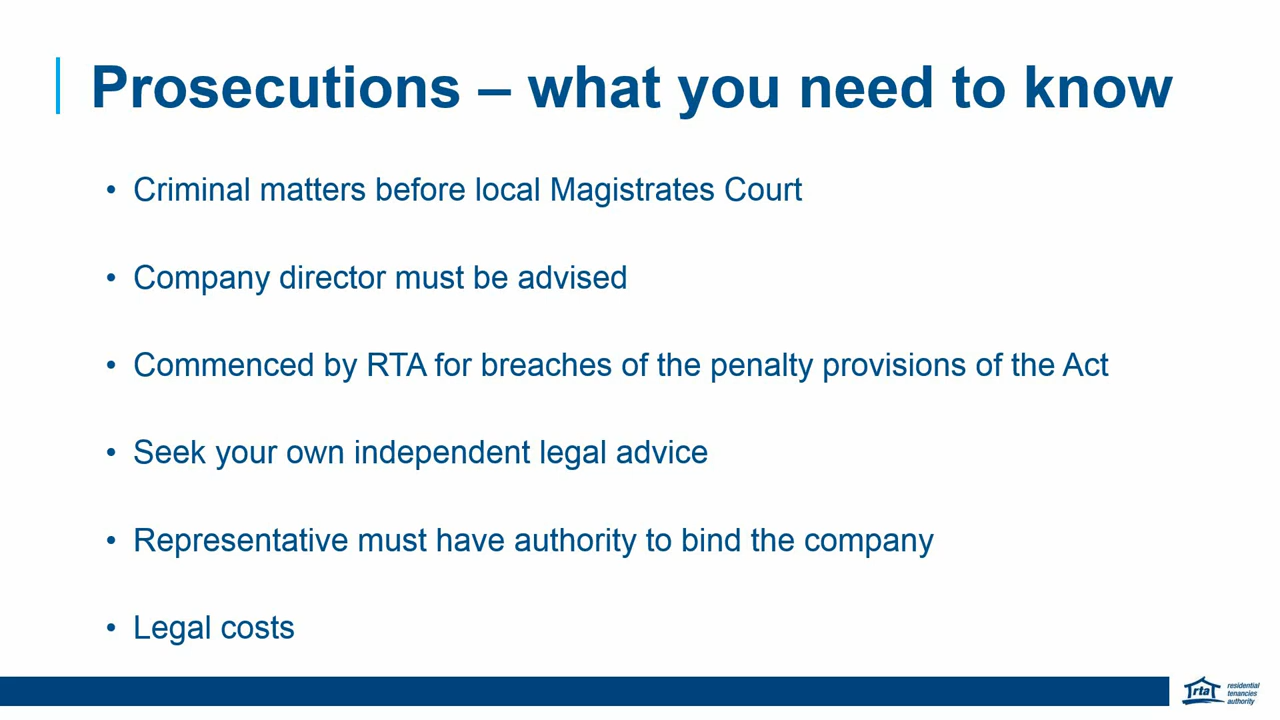 Prosecutions – what you need to know
• Criminal matters before local Magistrates Court
• Company director must be advised
• Commenced by RTA for breaches of the penalty provisions of the Act
• Seek your own independent legal advice
• Representative must have authority to bind the company
• Legal costs
rta
residential
tenancies
authority